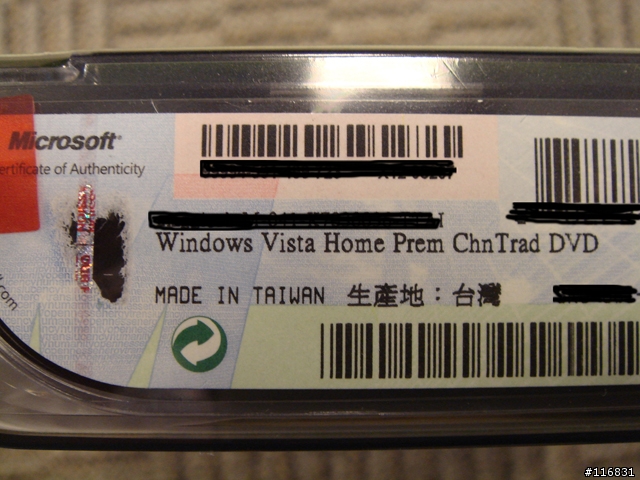 Microsoft®
ertificate of Authenticity
Windows Vista Home Prem ChnTrad DVD
MADE IN TAIWAN 生產地：台灣
.com
#116831